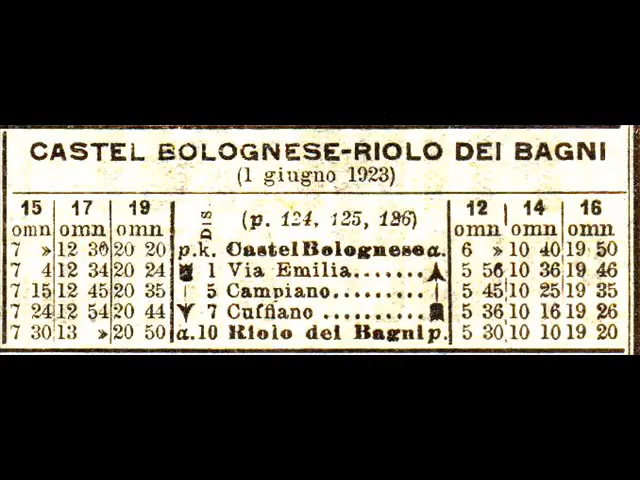 CASTEL BOLOGNESE-RIOLO DEI BAGNI
(1 giugno 1923)
15 17 19 DIS (p. 124, 125, 126) 12 14 16
omn omn omn omn omn omn
7 » 12 30 20 20 p.k. Castel Bolognese a. 6 » 10 40 19 50
7 4 12 34 20 24 1 Via Emilia....... 5 56 10 36 19 46
7 15 12 45 20 35 5 Campiano......... 5 45 10 25 19 35
7 24 12 54 20 44 7 Cuffiano ......... 5 36 10 16 19 26
7 30 13 » 20 50 a.10 Riolo dei Bagni p. 5 30 10 10 19 20